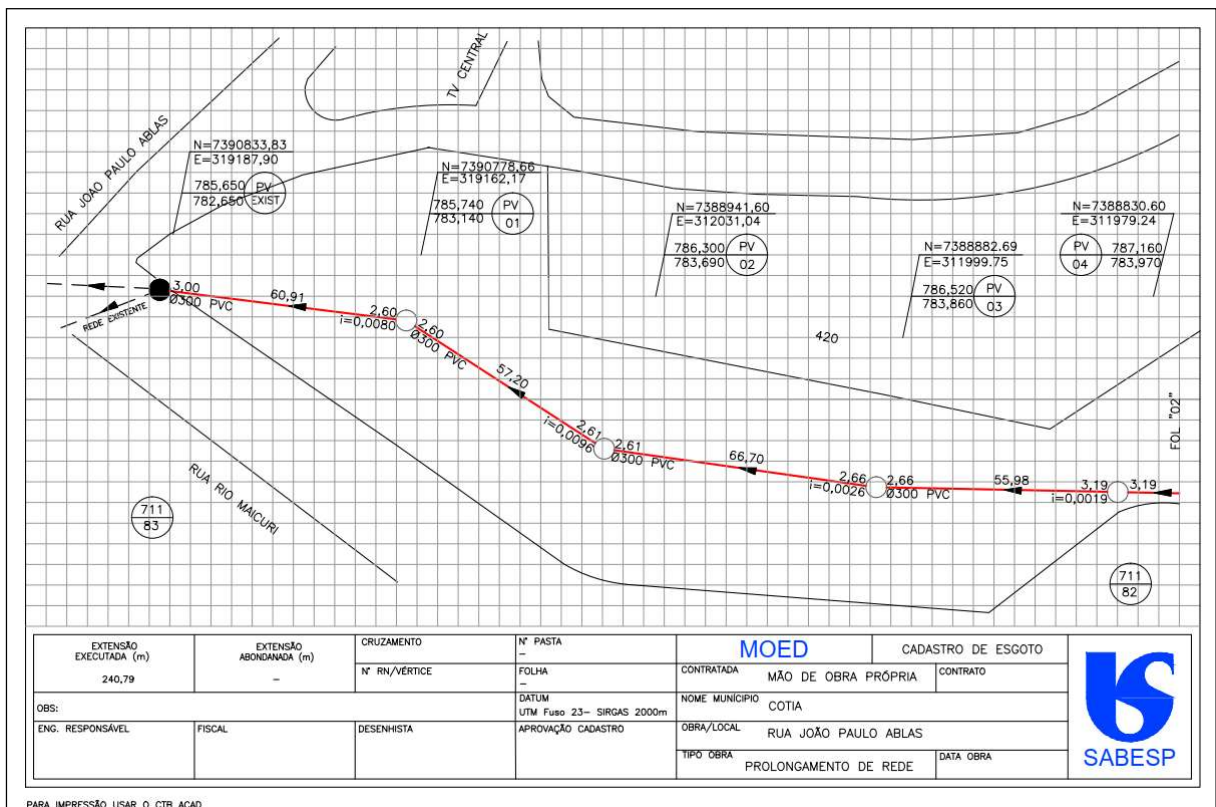 TV CENTRAL
RUA JOAO PAULO ABLAS
N=7390833,83
E=319187,90
785,650
782,650
PV
EXIST
N=7390778,66
E=319162,17
785,740
783,140
PV
01
N=7388941,60
E=312031,04
786,300
783,690
PV
02
N=7388882.69
E=311999.75
786,520
783,860
PV
03
N=7388830.60
E=311979.24
PV
04
787,160
783,970
3,00
Ø300 PVC
60,91
2,60
i=0,0080
2,60
Ø300 PVC
REDE EXISTENTE
57,20
2,61
i=0,0096
2,61
Ø300 PVC
66,70
2,66
i=0,0026
2,66
Ø300 PVC
55,98
3,19
i=0,0019
3,19
420
FOL "02"
RUA RIO MAICURI
711
83
711
82
EXTENSÃO
EXECUTADA (m)
240,79
EXTENSÃO
ABONDANADA (m)
–
CRUZAMENTO
N° RN/VÉRTICE
N° PASTA
–
FOLHA
–
DATUM
UTM Fuso 23– SIRGAS 2000m
OBS:
ENG. RESPONSÁVEL
FISCAL
DESENHISTA
APROVAÇÃO CADASTRO
MOED
CADASTRO DE ESGOTO
CONTRATADA
MÃO DE OBRA PRÓPRIA
CONTRATO
NOME MUNICÍPIO
COTIA
OBRA/LOCAL
RUA JOÃO PAULO ABLAS
TIPO OBRA
PROLONGAMENTO DE REDE
DATA OBRA
SABESP
PARA IMPRESSÃO USAR O CTB ACAD